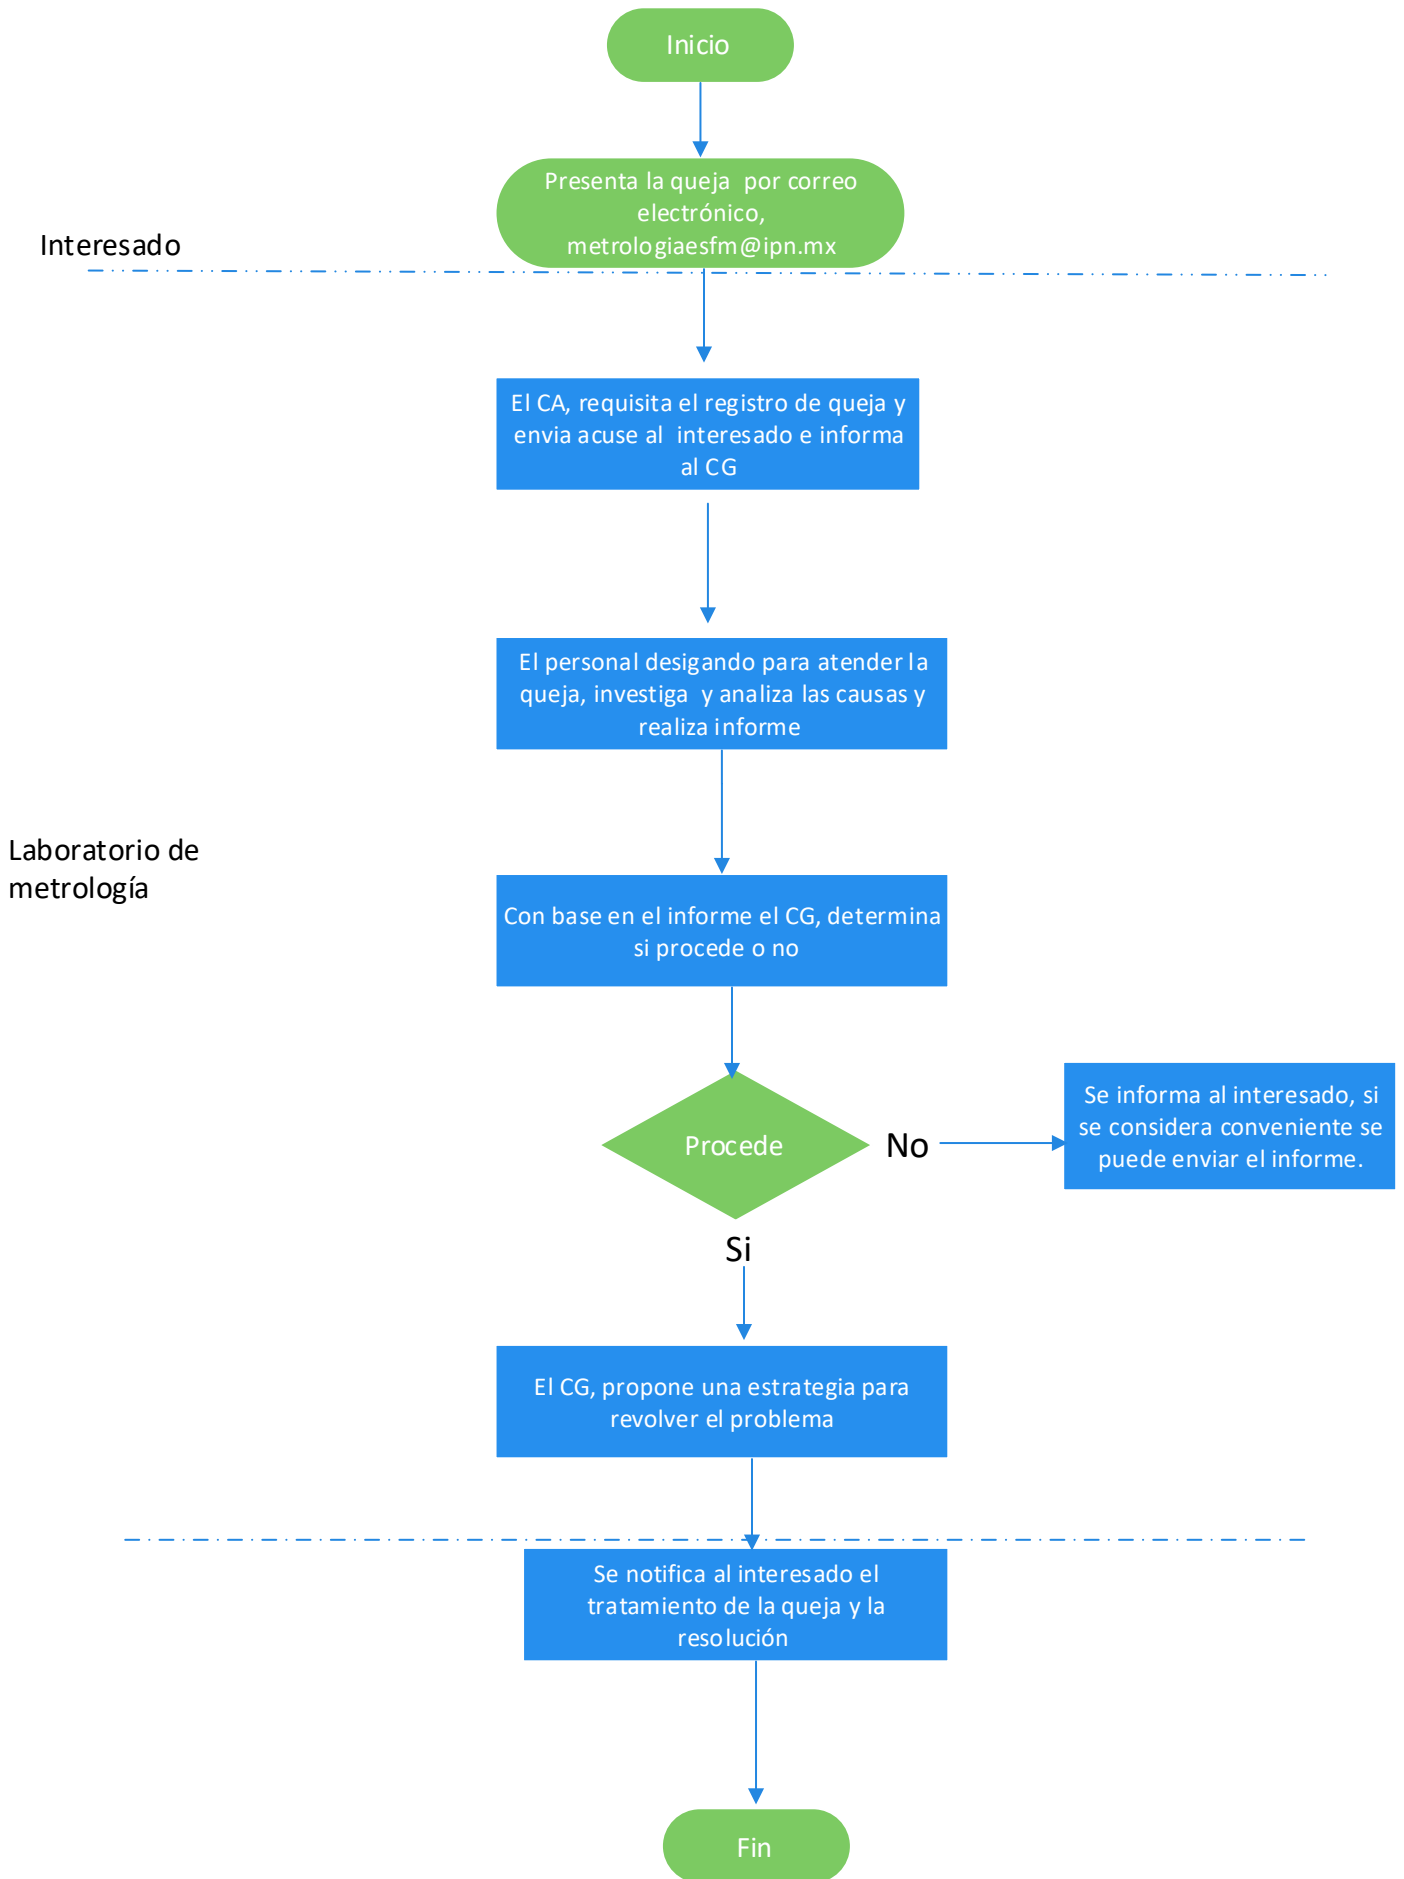 Inicio
Presenta la queja por correo
electrónico,
metrologiaesfm@ipn.mx
Interesado
El CA, requisita el registro de queja y
envia acuse al interesado e informa
al CG
El personal desigando para atender la
queja, investiga y analiza las causas y
realiza informe
Laboratorio de
metrología
Con base en el informe el CG, determina
si procede o no
Procede
No
Se informa al interesado, si
se considera conveniente se
puede enviar el informe.
Si
El CG, propone una estrategia para
revolver el problema
Se notifica al interesado el
tratamiento de la queja y la
resolución
Fin